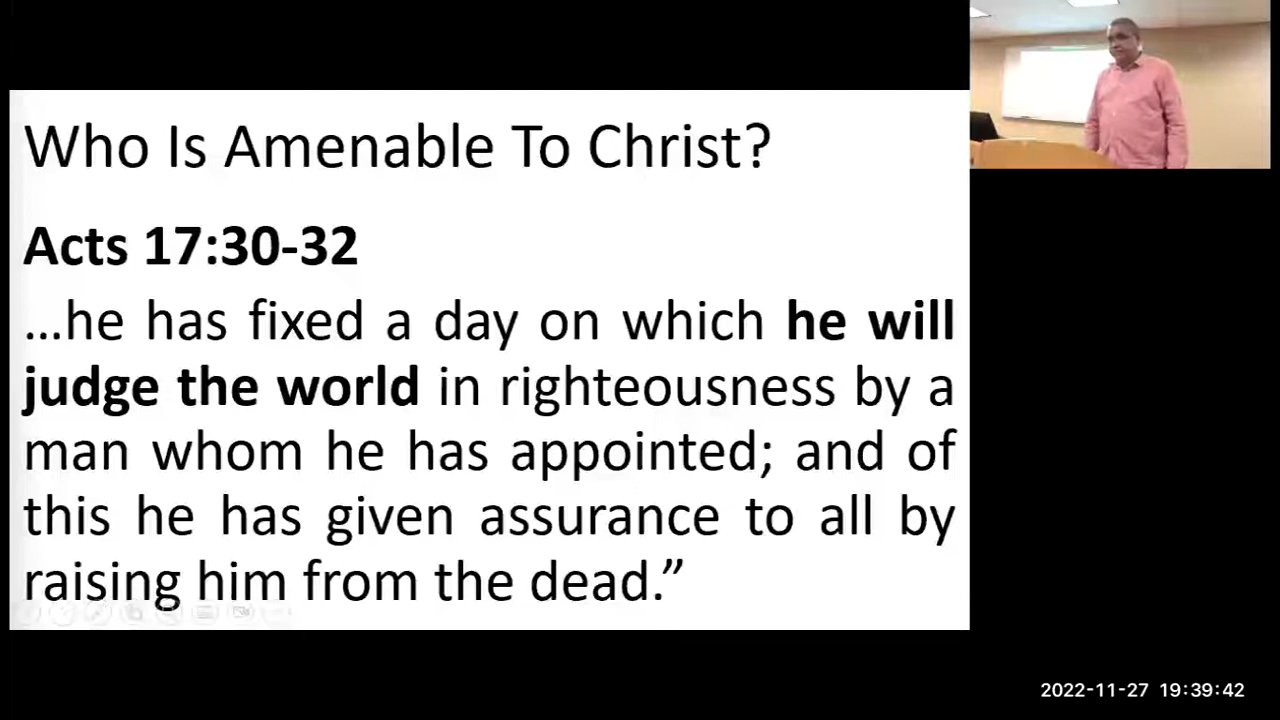 Who Is Amenable To Christ?
Acts 17:30-32
...he has fixed a day on which he will
judge the world in righteousness by a
man whom he has appointed; and of
this he has given assurance to all by
raising him from the dead.”
2022-11-27 19:39:42